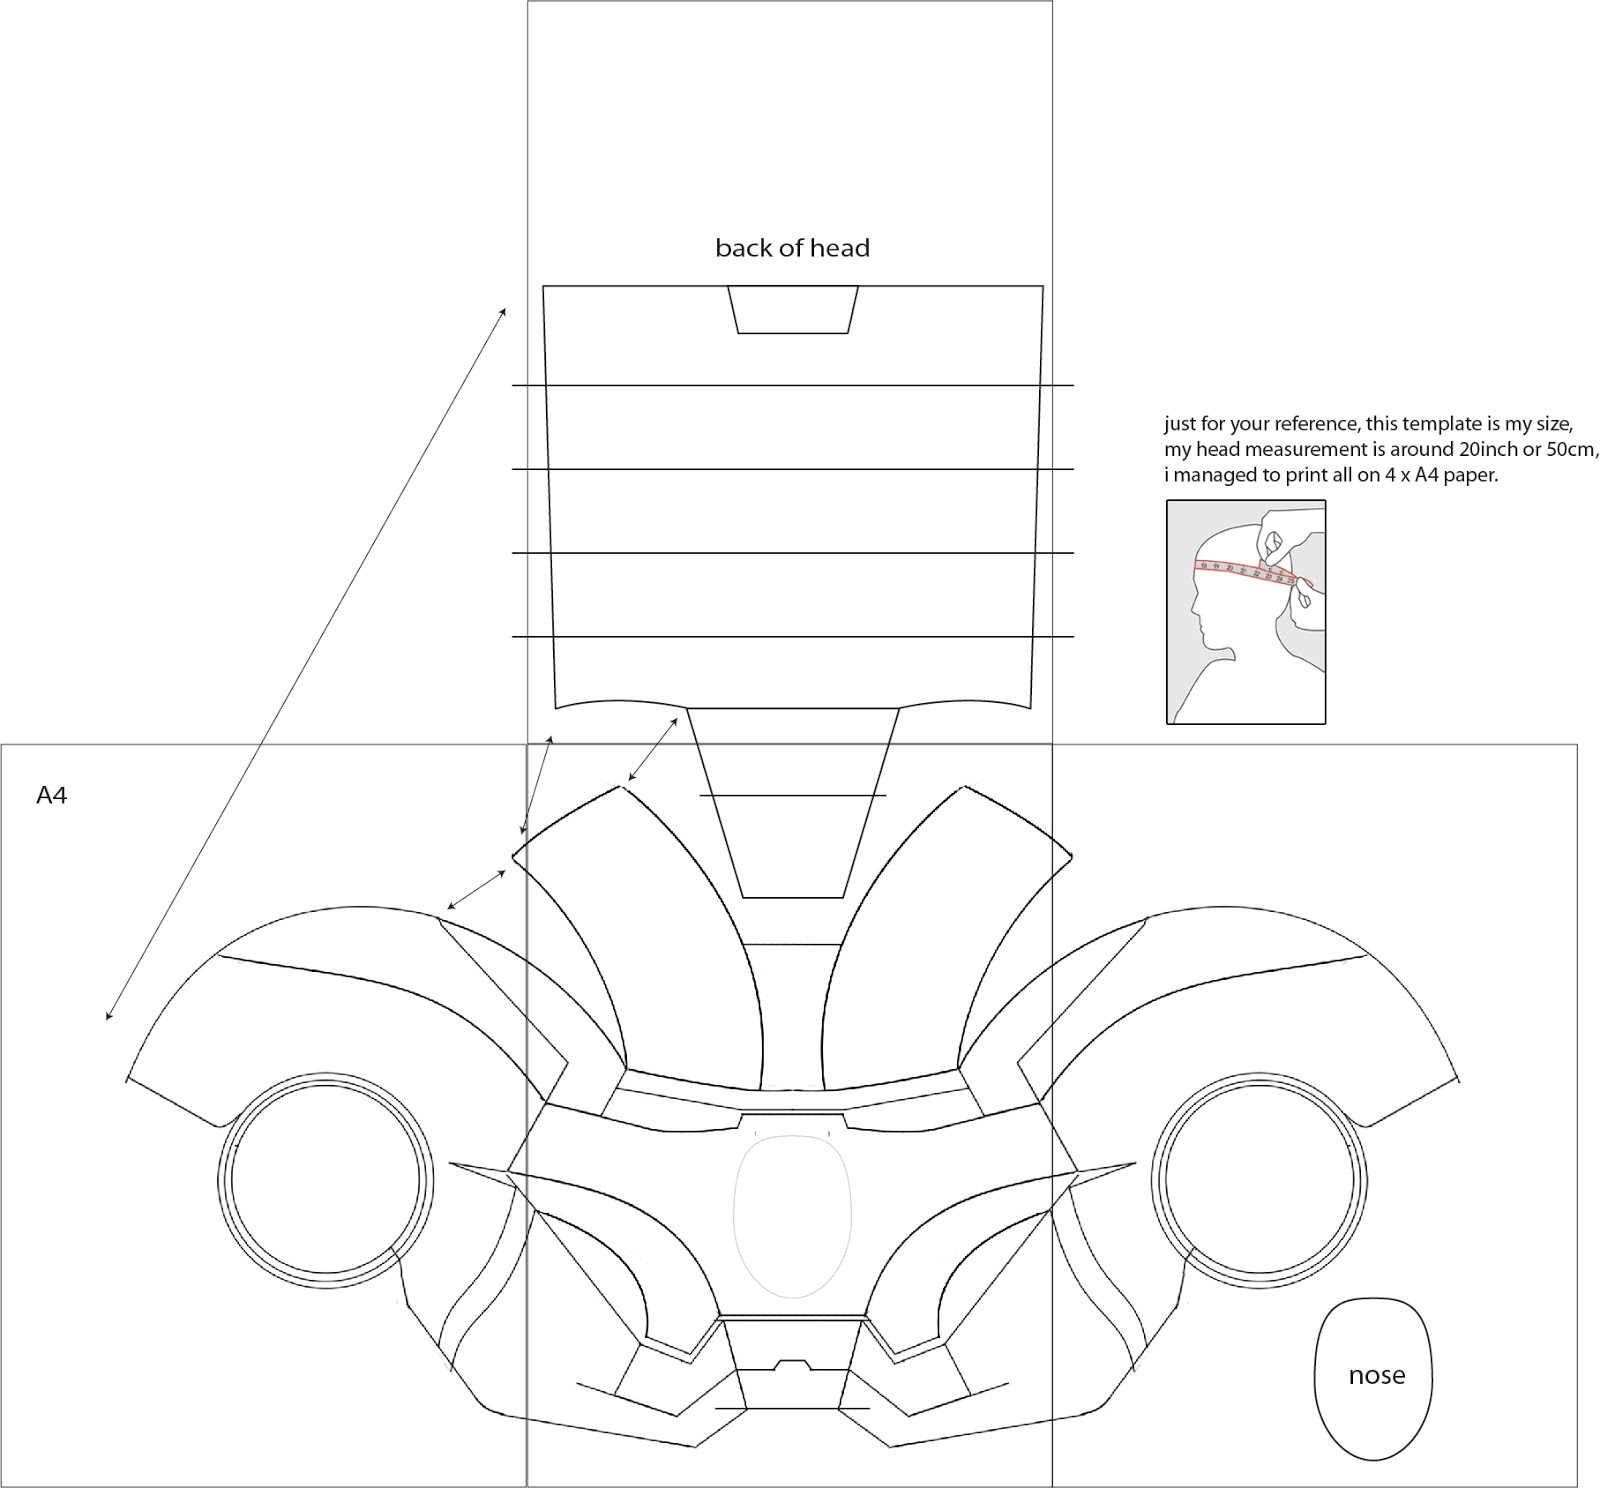 back of head
just for your reference, this template is my size,
my head measurement is around 20inch or 50cm,
i managed to print all on 4 x A4 paper.
A4
nose